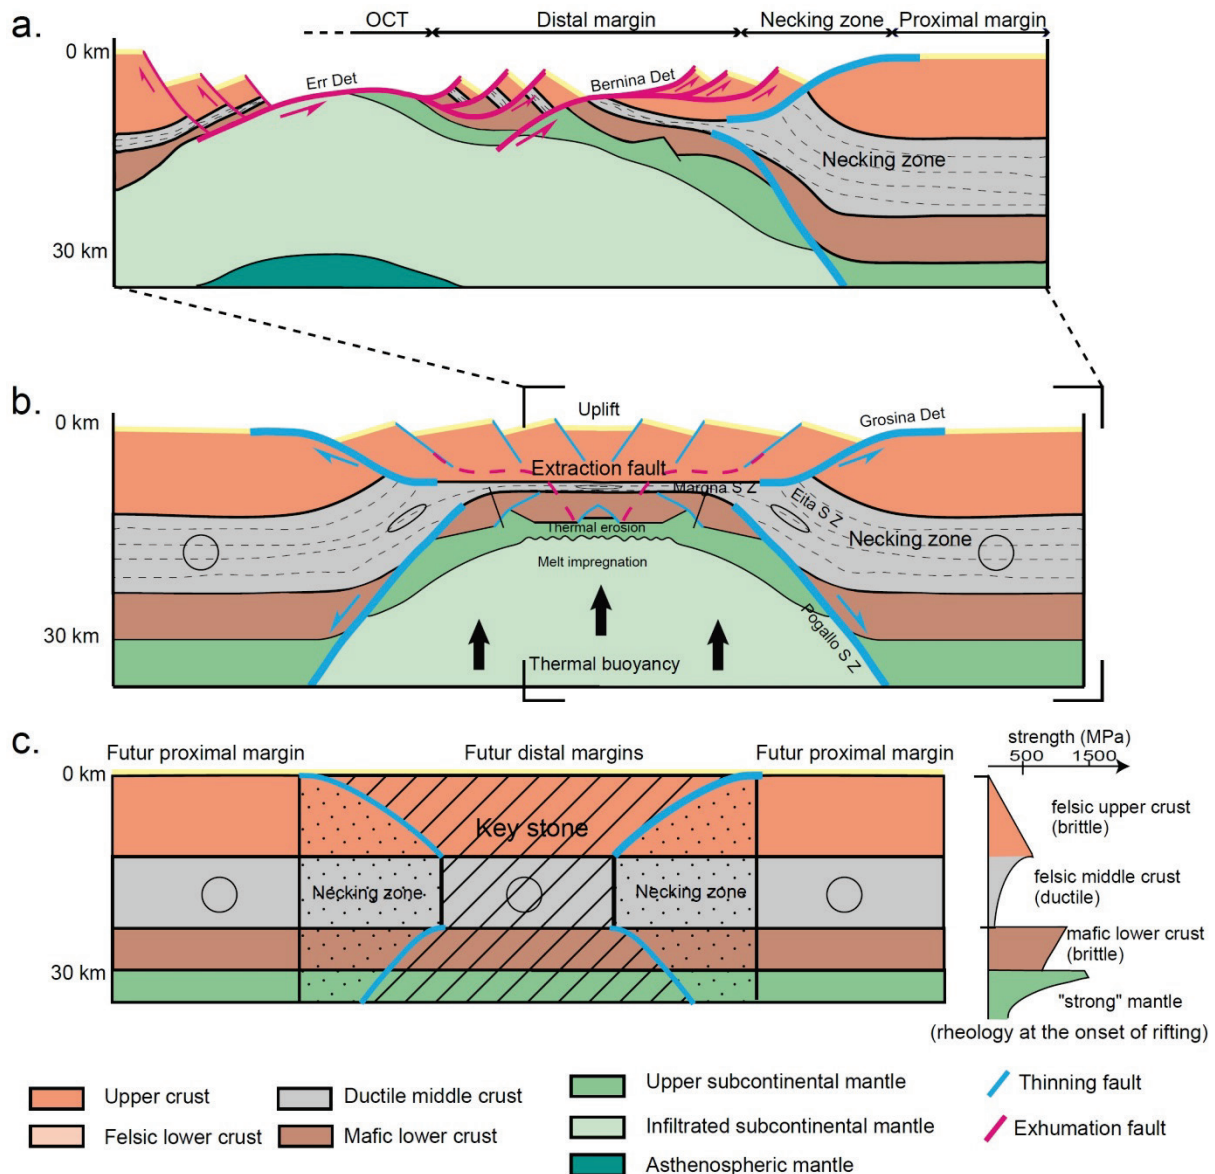 a.
OCT
Distal margin
Necking zone
Proximal margin
0 km
Err Det
Bernina Det
Necking zone
30 km
b.
0 km
Uplift
Grosina Det
Extraction fault
Margna S Z
Eita S Z
Thermal erosion
Necking zone
Melt impregnation
30 km
Thermal buoyancy
Pogallo S Z
c.
Futur proximal margin
Futur distal margins
Futur proximal margin
strength (MPa)
500
1500
0 km
Key stone
felsic upper crust
(brittle)
Necking zone
Necking zone
felsic middle crust
(ductile)
mafic lower crust
(brittle)
30 km
"strong" mantle
(rheology at the onset of rifting)
Upper crust
Ductile middle crust
Upper subcontinental mantle
Thinning fault
Felsic lower crust
Mafic lower crust
Infiltrated subcontinental mantle
Exhumation fault
Asthenospheric mantle